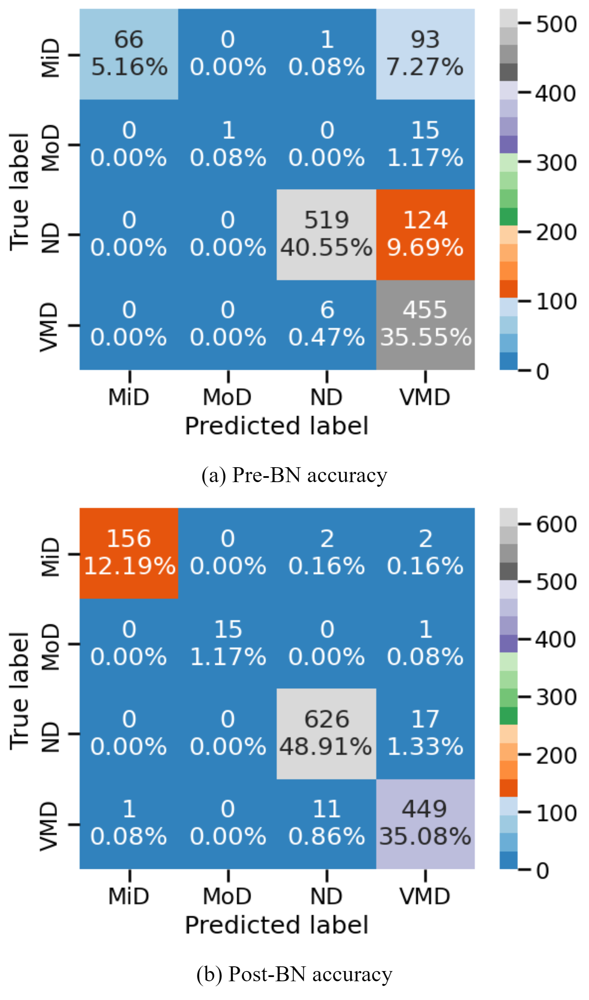 66 0 1 93
5.16% 0.00% 0.08% 7.27%
MiD
0 1 0 15
0.00% 0.08% 0.00% 1.17%
MoD
0 0 519 124
0.00% 0.00% 40.55% 9.69%
ND
0 0 6 455
0.00% 0.00% 0.47% 35.55%
VMD
True label
MiD MoD ND VMD
Predicted label
500
400
300
200
100
0
(a) Pre-BN accuracy
156 0 2 2
12.19% 0.00% 0.16% 0.16%
MiD
0 15 0 1
0.00% 1.17% 0.00% 0.08%
MoD
0 0 626 17
0.00% 0.00% 48.91% 1.33%
ND
1 0 11 449
0.08% 0.00% 0.86% 35.08%
VMD
True label
MiD MoD ND VMD
Predicted label
600
500
400
300
200
100
0
(b) Post-BN accuracy